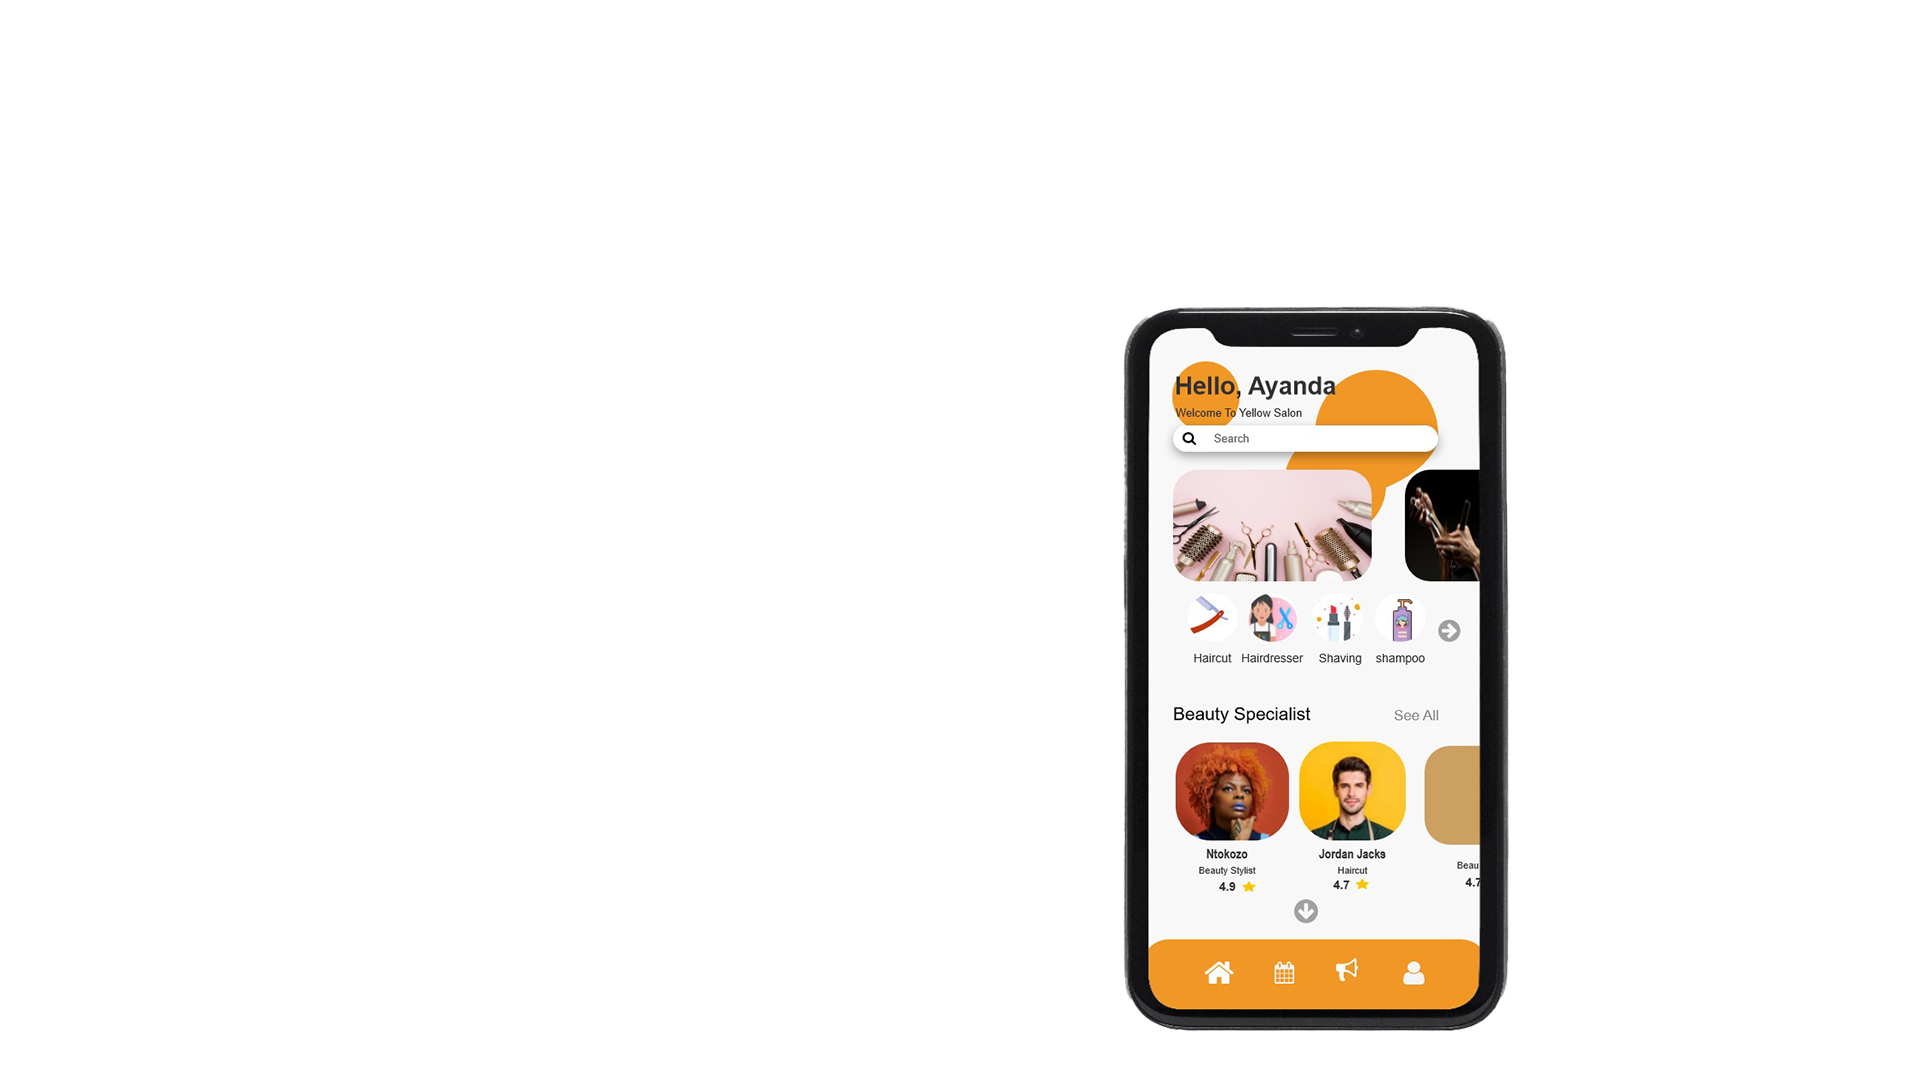 Hello, Ayanda
Welcome To Yellow Salon
Search
Haircut Hairdresser Shaving shampoo
Beauty Specialist See All
Ntokozo Jordan Jacks
Beauty Stylist Haircut Beau
4.9 4.7 4.7